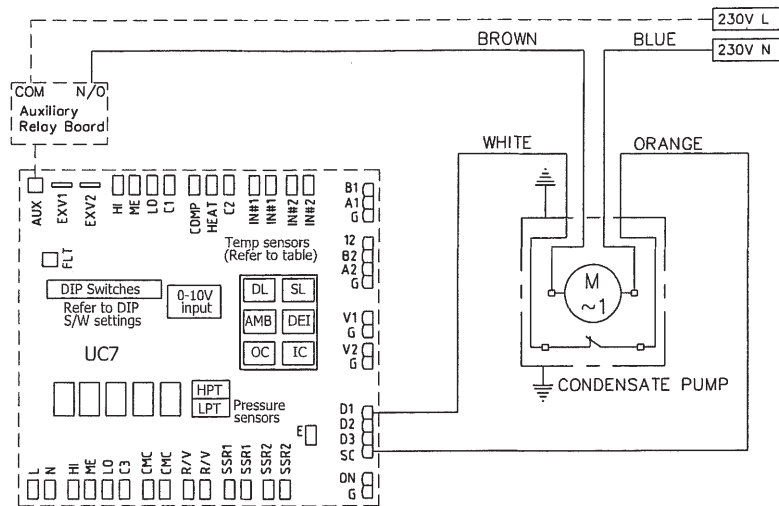 230V L
BROWN BLUE 230V N
COM N/O
Auxiliary
Relay Board
WHITE ORANGE
AUX EXV1 EXV2 HI ME LO C1 COMP HEAT C2 IN#1 IN#1 IN#2 IN#2
B1
A1
G
FLT
Temp sensors
(Refer to table)
12
B2
A2
G
DIP Switches
Refer to DIP
S/W settings
0-10V
input
DL SL
AMB DEI
OC IC
V1
G
V2
G
M
~1
UC7
HPT
LPT
Pressure
sensors
CONDENSATE PUMP
E
D1
D2
D3
SC
ON
G
L N HI ME LO C3 CMC CMC R/V R/V SSR1 SSR1 SSR2 SSR2